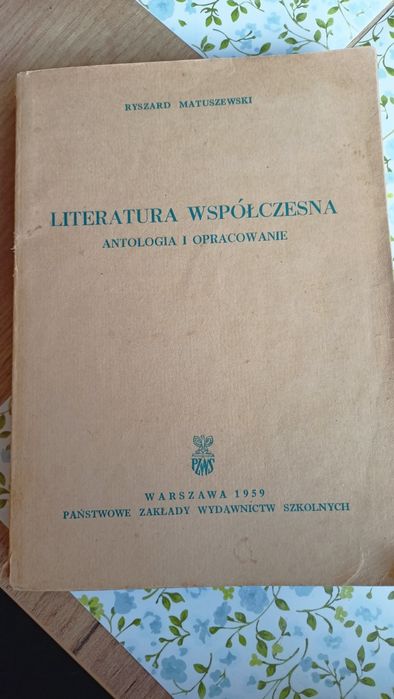 RYSZARD MATUSZEWSKI
LITERATURA WSPÓŁCZESNA
ANTOLOGIA I OPRACOWANIE
PZWS
WARSZAWA 1959
PAŃSTWOWE ZAKŁADY WYDAWNICTW SZKOLNYCH